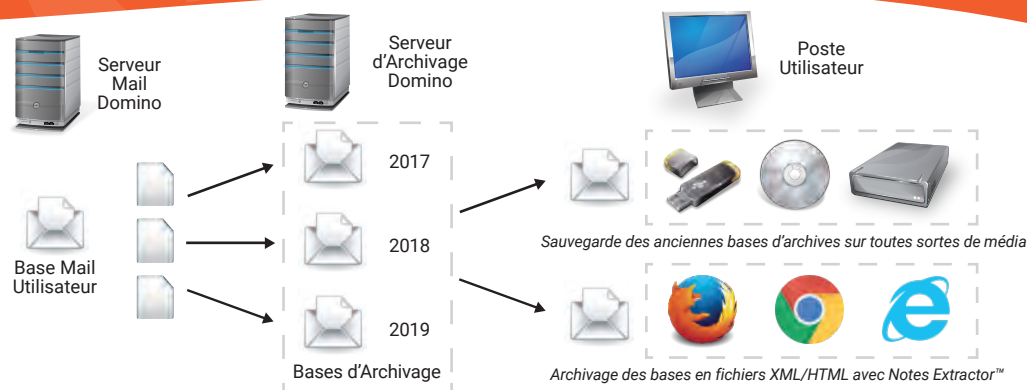 Serveur
Mail
Domino
Serveur
d'Archivage
Domino
Poste
Utilisateur
Base Mail
Utilisateur
2017
2018
2019
Bases d'Archivage
Sauvegarde des anciennes bases d'archives sur toutes sortes de média
Archivage des bases en fichiers XML/HTML avec Notes Extractor™